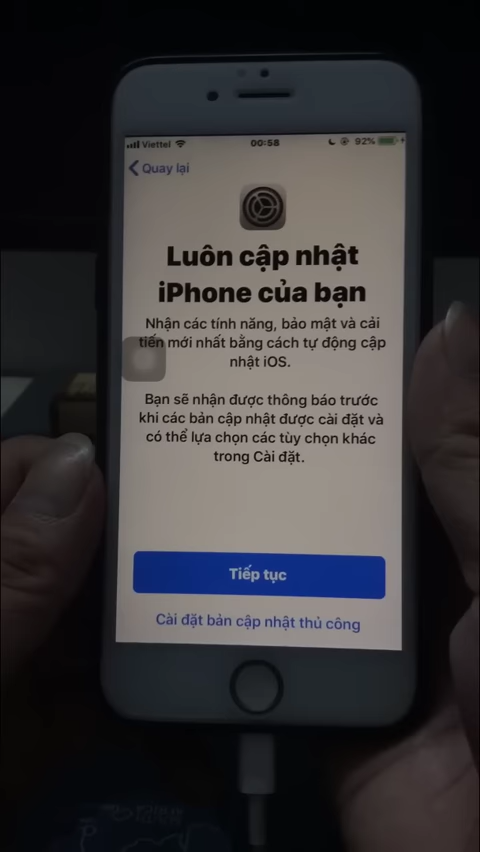 Viettel 00:58 92%
Quay lại
Luôn cập nhật
iPhone của bạn
Nhận các tính năng, bảo mật và cải
tiến mới nhất bằng cách tự động cập
nhật iOS.
Bạn sẽ nhận được thông báo trước
khi các bản cập nhật được cài đặt và
có thể lựa chọn các tùy chọn khác
trong Cài đặt.
Tiếp tục
Cài đặt bản cập nhật thủ công